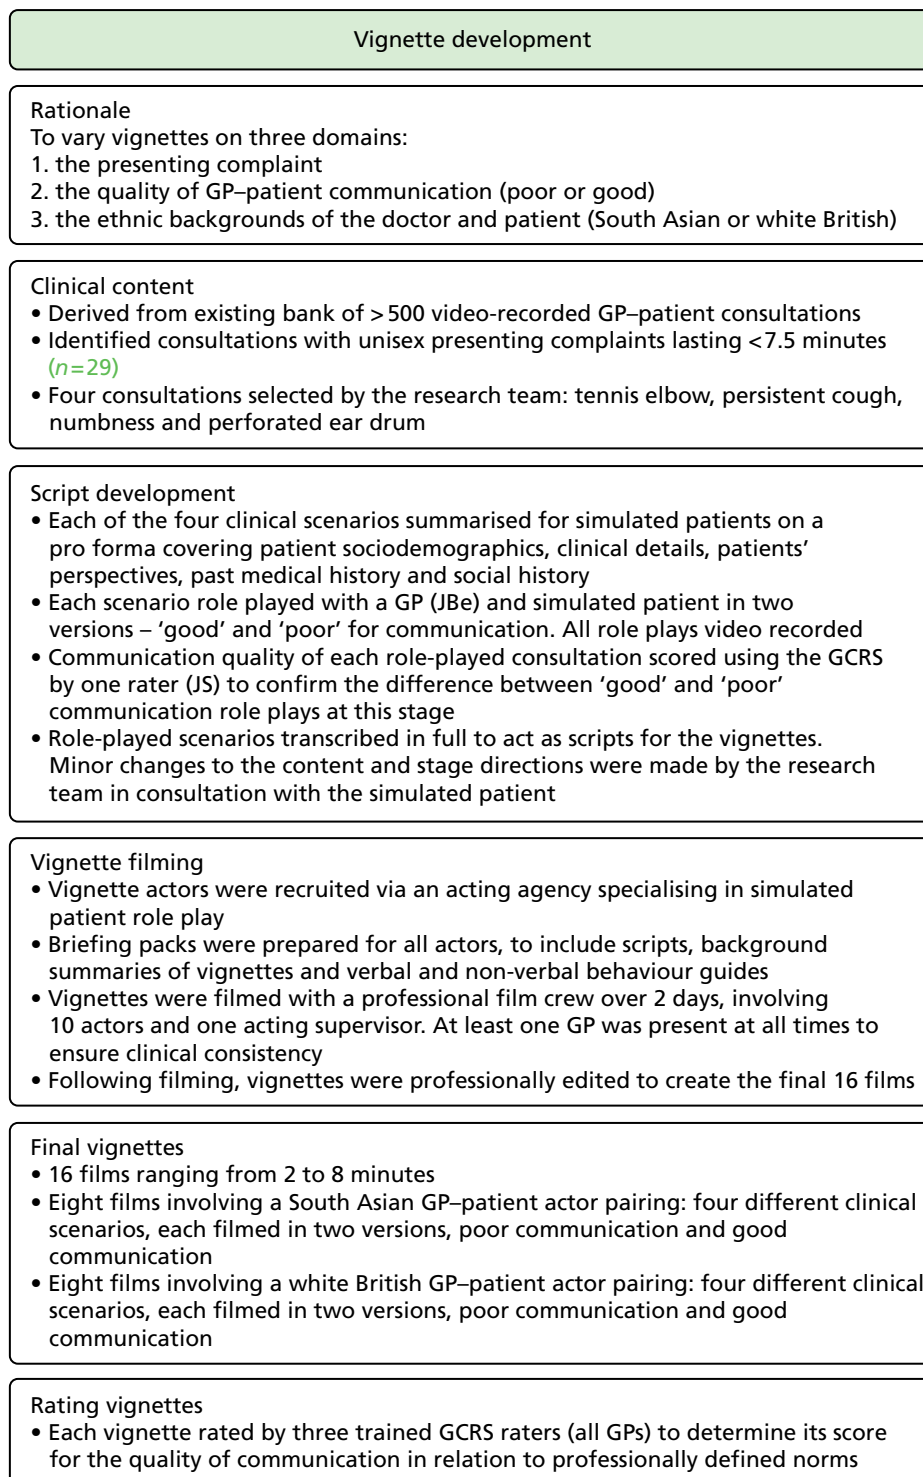 Vignette development
Rationale
To vary vignettes on three domains:
1. the presenting complaint
2. the quality of GP–patient communication (poor or good)
3. the ethnic backgrounds of the doctor and patient (South Asian or white British)
Clinical content
• Derived from existing bank of >500 video-recorded GP–patient consultations
• Identified consultations with unisex presenting complaints lasting <7.5 minutes
(n=29)
• Four consultations selected by the research team: tennis elbow, persistent cough,
numbness and perforated ear drum
Script development
• Each of the four clinical scenarios summarised for simulated patients on a
pro forma covering patient sociodemographics, clinical details, patients’
perspectives, past medical history and social history
• Each scenario role played with a GP (JBe) and simulated patient in two
versions – ‘good’ and ‘poor’ for communication. All role plays video recorded
• Communication quality of each role-played consultation scored using the GCRS
by one rater (JS) to confirm the difference between ‘good’ and ‘poor’
communication role plays at this stage
• Role-played scenarios transcribed in full to act as scripts for the vignettes.
Minor changes to the content and stage directions were made by the research
team in consultation with the simulated patient
Vignette filming
• Vignette actors were recruited via an acting agency specialising in simulated
patient role play
• Briefing packs were prepared for all actors, to include scripts, background
summaries of vignettes and verbal and non-verbal behaviour guides
• Vignettes were filmed with a professional film crew over 2 days, involving
10 actors and one acting supervisor. At least one GP was present at all times to
ensure clinical consistency
• Following filming, vignettes were professionally edited to create the final 16 films
Final vignettes
• 16 films ranging from 2 to 8 minutes
• Eight films involving a South Asian GP–patient actor pairing: four different clinical
scenarios, each filmed in two versions, poor communication and good
communication
• Eight films involving a white British GP–patient actor pairing: four different clinical
scenarios, each filmed in two versions, poor communication and good
communication
Rating vignettes
• Each vignette rated by three trained GCRS raters (all GPs) to determine its score
for the quality of communication in relation to professionally defined norms